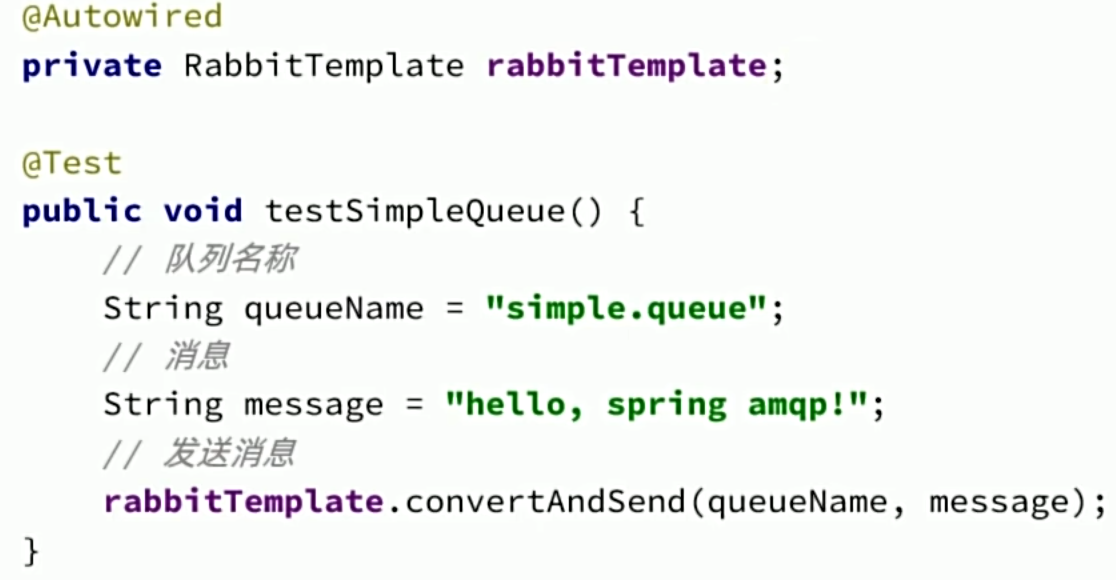 @Autowired
private RabbitTemplate rabbitTemplate;
@Test
public void testSimpleQueue() {
// 队列名称
String queueName = "simple.queue";
// 消息
String message = "hello, spring amqp!";
// 发送消息
rabbitTemplate.convertAndSend(queueName, message);
}